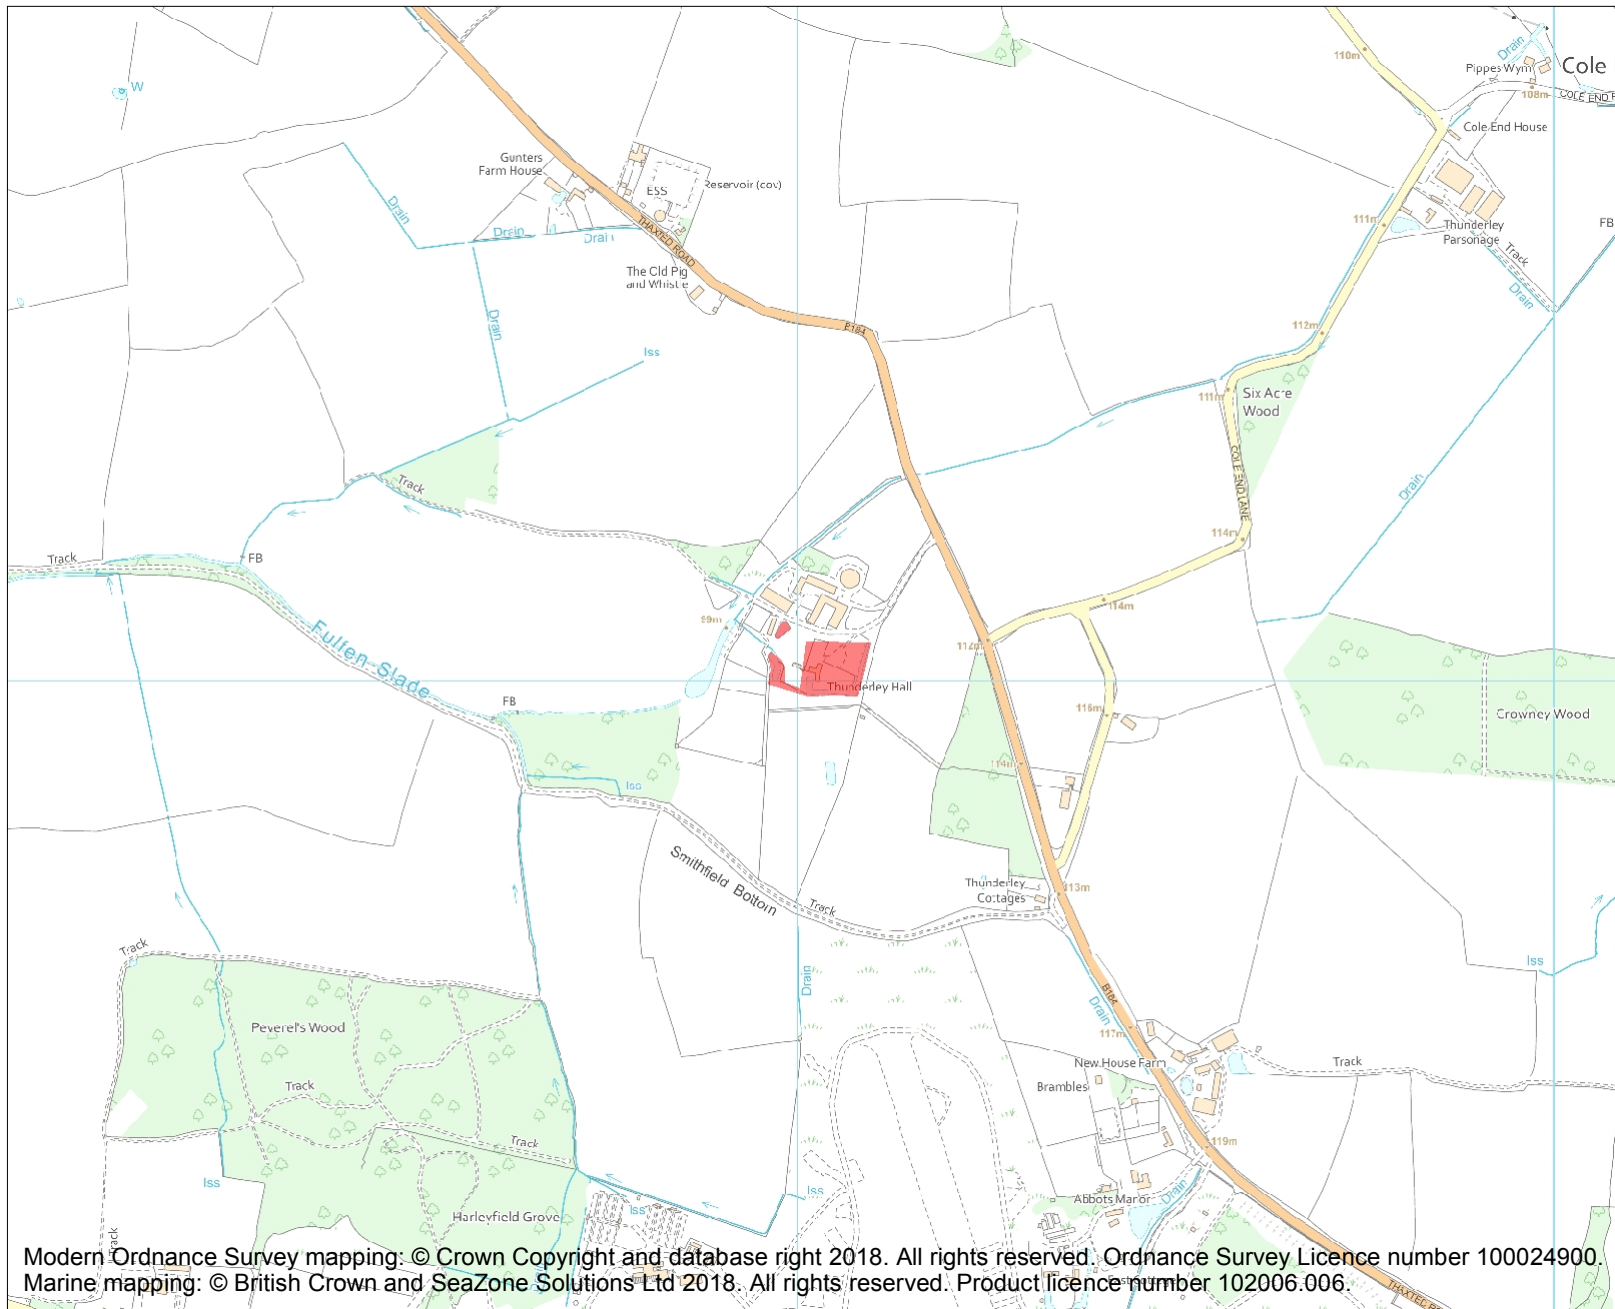 110m
Drain
Pippes Wym
Cole
108m
COLE END
W
Cole End House
Gunters
Farm House
ESS
Reservoir (cov)
Drain
Drain
Drain
111m
Thunderley
Parsonage
FB
THAXTED ROAD
Track
The Old Pig
and Whistle
Drain
Drain
B184
112m
Iss
111m
Six Acre
Wood
COLE END LANE
Track
Drain
114m
Track
FB
114m
99m
Fulfen Slade
112m
Thunderley Hall
FB
116m
Crowney Wood
114m
Iss
Smithfield Bottom
Thunderley
Cottages
113m
Track
Track
Drain
Iss
B184
Drain
Peverel's Wood
117m
New House Farm
Track
Brambles
Track
Track
119m
Iss
Iss
Abbots Manor
Drain
Harleyfield Grove
Iss
Track
Modern Ordnance Survey mapping: © Crown Copyright and database right 2018. All rights reserved. Ordnance Survey Licence number 100024900.
Marine mapping: © British Crown and SeaZone Solutions Ltd 2018. All rights reserved. Product licence number 102006.006.
THAXTED